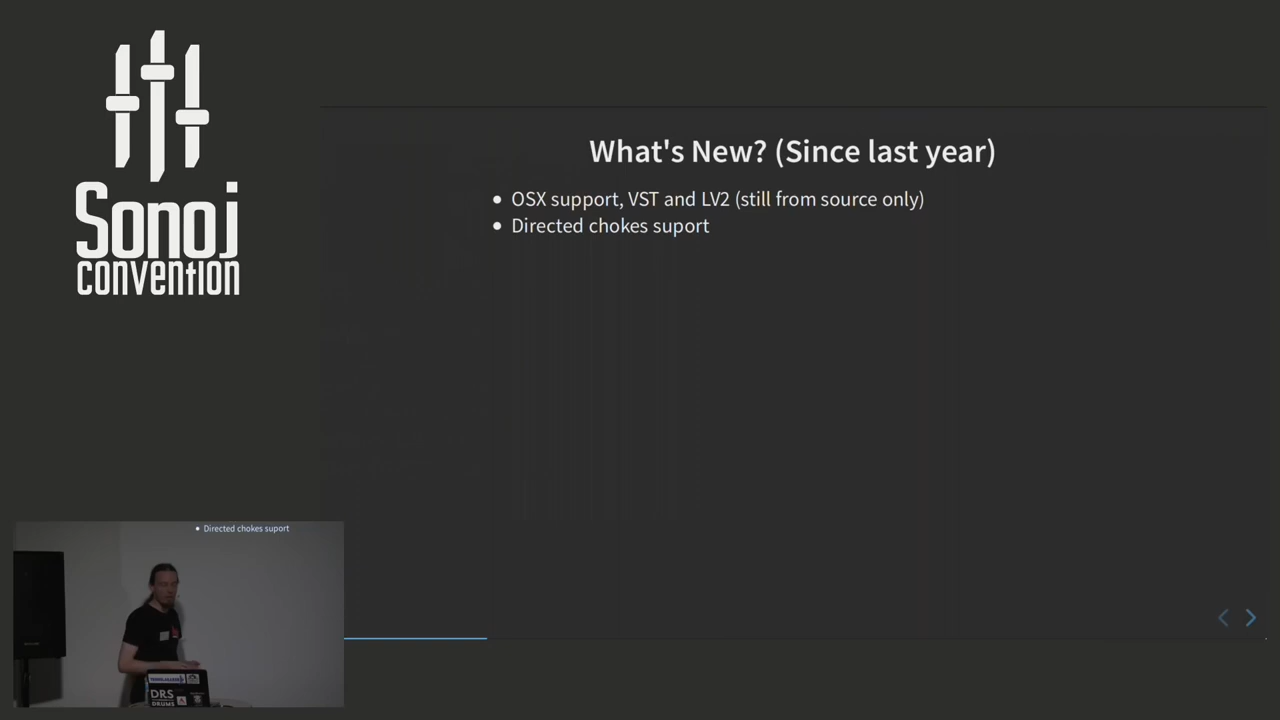 Sonoj
convention
What's New? (Since last year)
OSX support, VST and LV2 (still from source only)
Directed chokes suport
Directed chokes suport
DRS
DRUMS